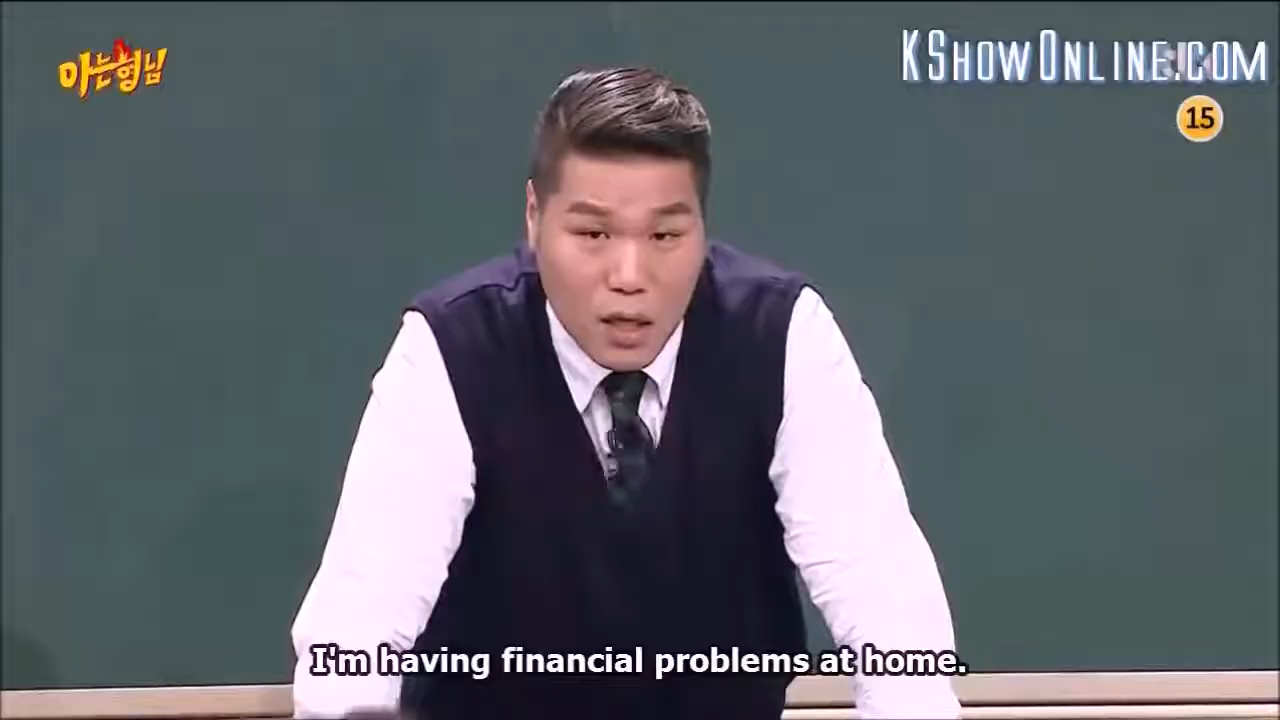 아는형님
KSHOWONLINE.COM
15
I'm having financial problems at home.